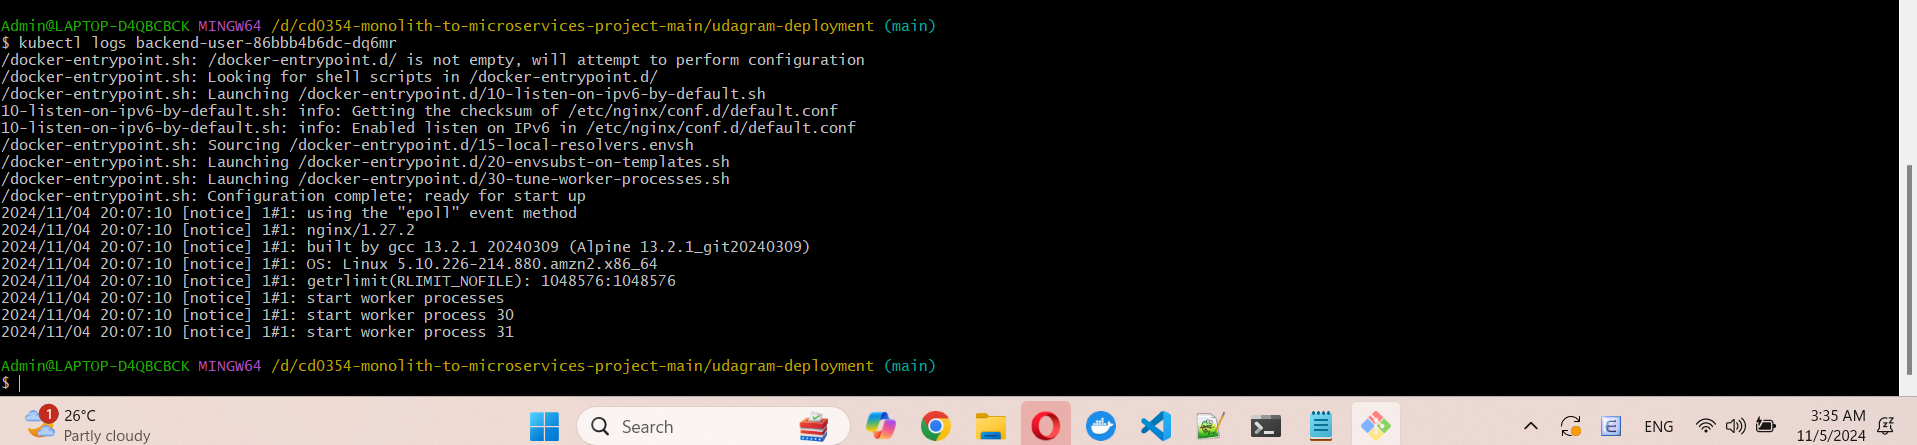 Admin@LAPTOP-D4QBCBCK MINGW64 /d/cd0354-monolith-to-microservices-project-main/udagram-deployment (main)
$ kubectl logs backend-user-86bbb4b6dc-dq6mr
/docker-entrypoint.sh: /docker-entrypoint.d/ is not empty, will attempt to perform configuration
/docker-entrypoint.sh: Looking for shell scripts in /docker-entrypoint.d/
/docker-entrypoint.sh: Launching /docker-entrypoint.d/10-listen-on-ipv6-by-default.sh
10-listen-on-ipv6-by-default.sh: info: Getting the checksum of /etc/nginx/conf.d/default.conf
10-listen-on-ipv6-by-default.sh: info: Enabled listen on IPv6 in /etc/nginx/conf.d/default.conf
/docker-entrypoint.sh: Sourcing /docker-entrypoint.d/15-local-resolvers.envsh
/docker-entrypoint.sh: Launching /docker-entrypoint.d/20-envsubst-on-templates.sh
/docker-entrypoint.sh: Launching /docker-entrypoint.d/30-tune-worker-processes.sh
/docker-entrypoint.sh: Configuration complete; ready for start up
2024/11/04 20:07:10 [notice] 1#1: using the "epoll" event method
2024/11/04 20:07:10 [notice] 1#1: nginx/1.27.2
2024/11/04 20:07:10 [notice] 1#1: built by gcc 13.2.1 20240309 (Alpine 13.2.1_git20240309)
2024/11/04 20:07:10 [notice] 1#1: OS: Linux 5.10.226-214.880.amzn2.x86_64
2024/11/04 20:07:10 [notice] 1#1: getrlimit(RLIMIT_NOFILE): 1048576:1048576
2024/11/04 20:07:10 [notice] 1#1: start worker processes
2024/11/04 20:07:10 [notice] 1#1: start worker process 30
2024/11/04 20:07:10 [notice] 1#1: start worker process 31
Admin@LAPTOP-D4QBCBCK MINGW64 /d/cd0354-monolith-to-microservices-project-main/udagram-deployment (main)
$
1
26°C
Partly cloudy
Search
ENG
3:35 AM
11/5/2024